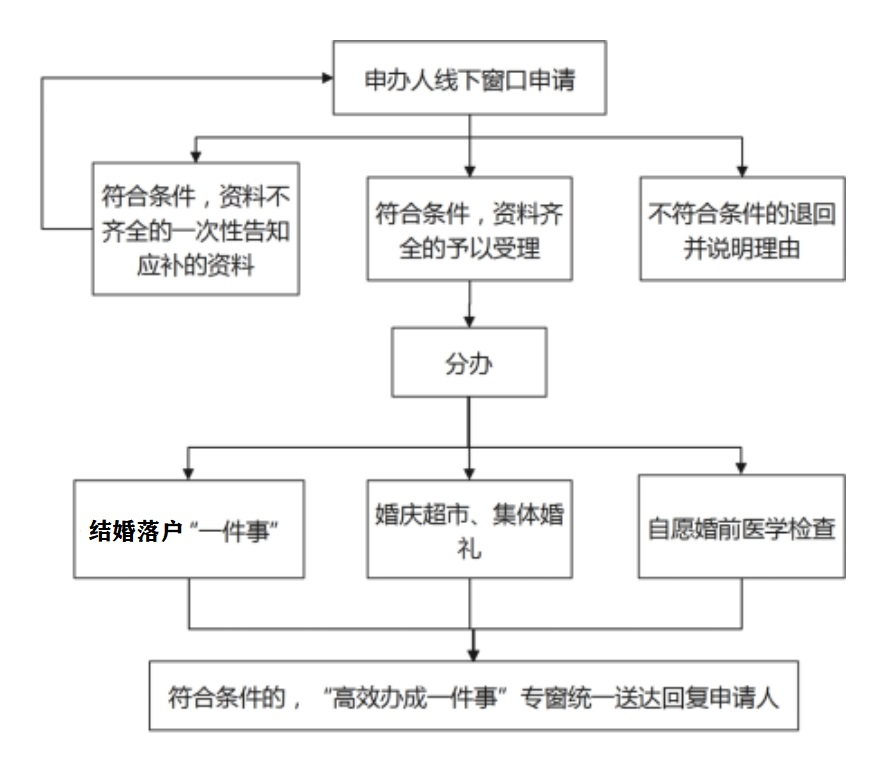 申办人线下窗口申请
符合条件，资料不
齐全的一次性告知
应补的资料
符合条件，资料齐
全的予以受理
不符合条件的退回
并说明理由
分办
结婚落户“一件事”
婚庆超市、集体婚
礼
自愿婚前医学检查
符合条件的，“高效办成一件事”专窗统一送达回复申请人